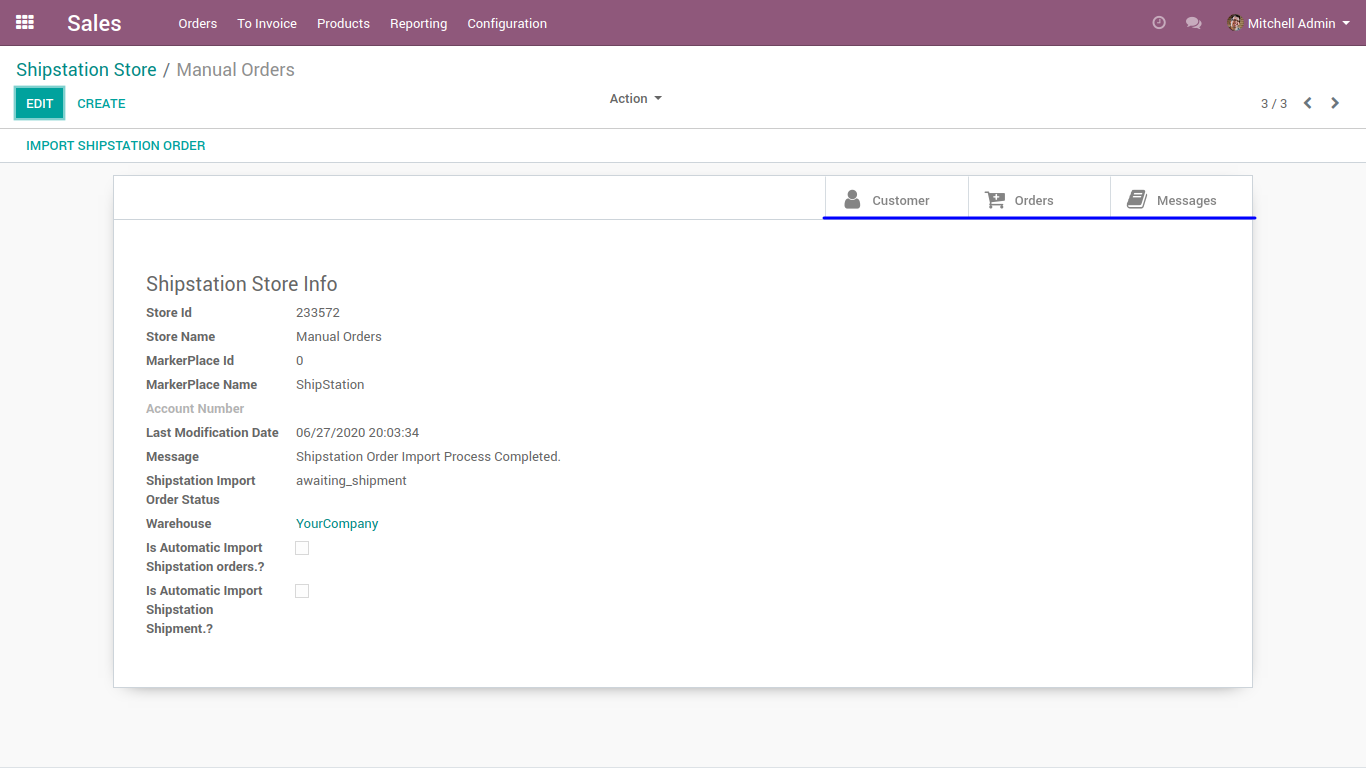 Sales Orders To Invoice Products Reporting Configuration Mitchell Admin
Shipstation Store / Manual Orders
EDIT CREATE Action 3 / 3
IMPORT SHIPSTATION ORDER
Customer Orders Messages
Shipstation Store Info
Store Id 233572
Store Name Manual Orders
MarkerPlace Id 0
MarkerPlace Name ShipStation
Account Number
Last Modification Date 06/27/2020 20:03:34
Message Shipstation Order Import Process Completed.
Shipstation Import awaiting_shipment
Order Status
Warehouse YourCompany
Is Automatic Import
Shipstation orders.?
Is Automatic Import
Shipstation
Shipment.?